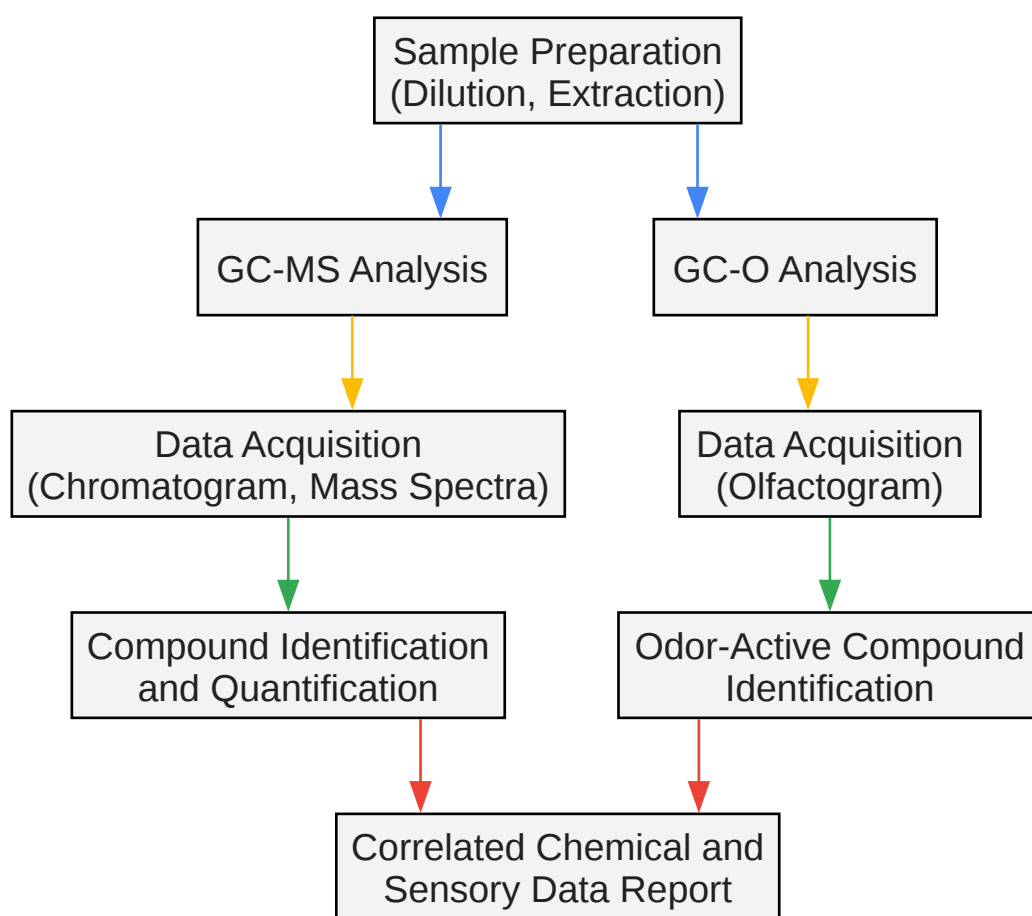 Sample Preparation
(Dilution, Extraction)
GC-MS Analysis
GC-O Analysis
Data Acquisition
(Chromatogram, Mass Spectra)
Data Acquisition
(Olfactogram)
Compound Identification
and Quantification
Odor-Active Compound
Identification
Correlated Chemical and
Sensory Data Report